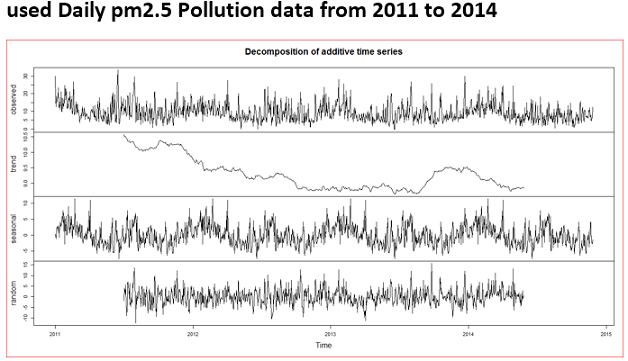 used Daily pm2.5 Pollution data from 2011 to 2014
Decomposition of additive time series
observed
trend
seasonal
random
2011 2012 2013 2014 2015
Time